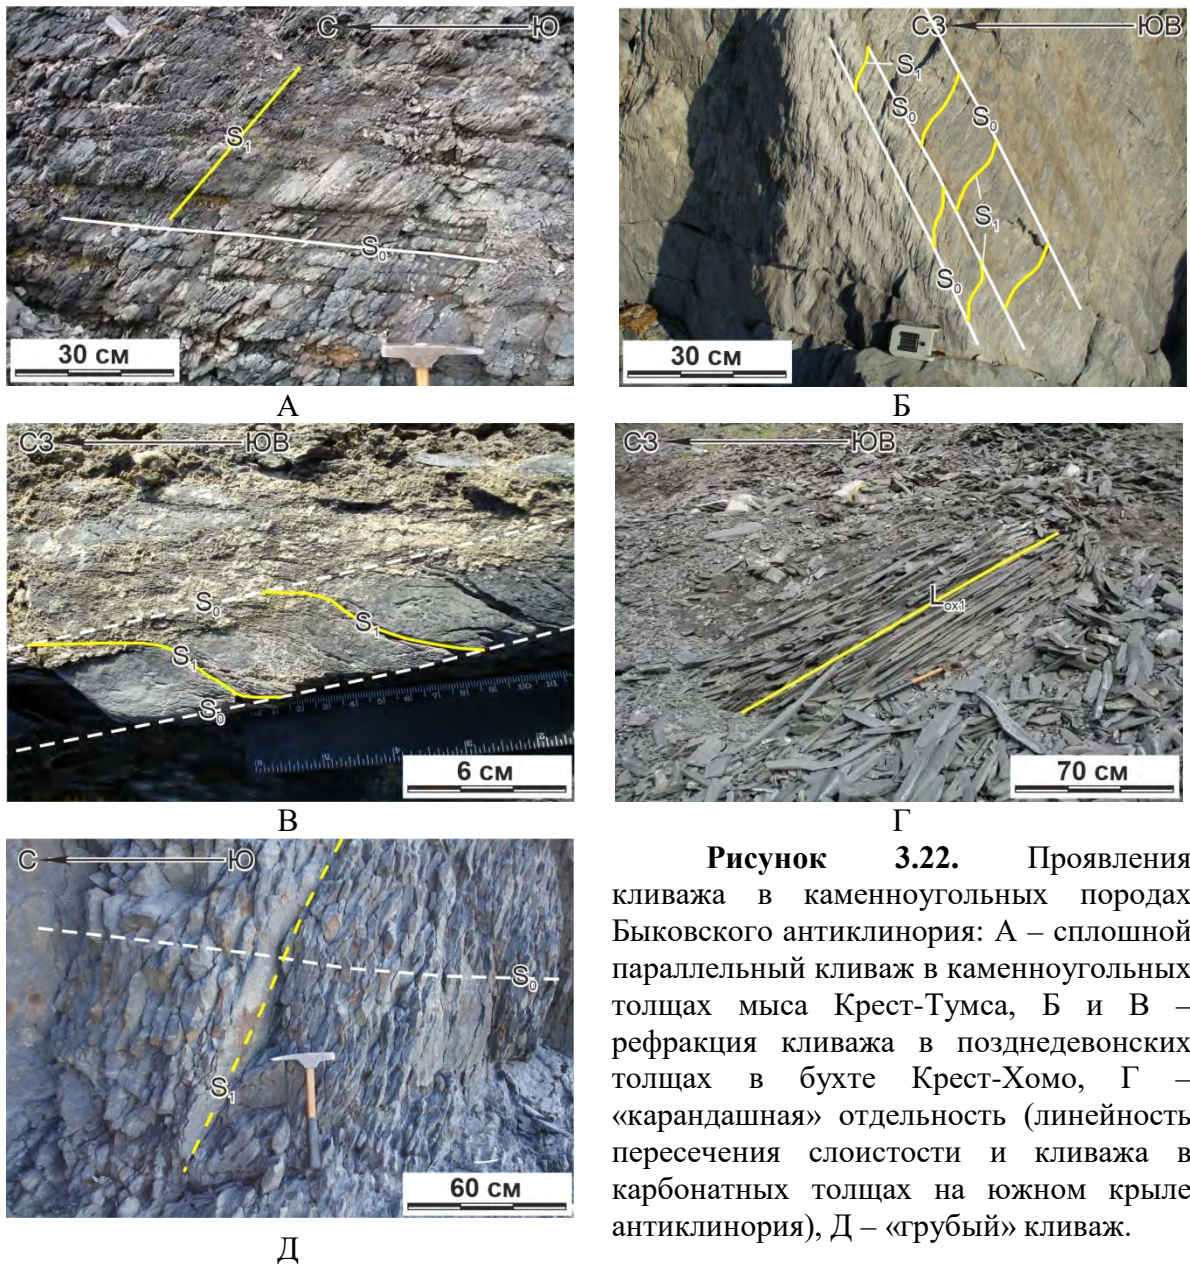 С Ю
S1
S0
30 см
А
СЗ ЮВ
S1
S0
S0
S1
S0
30 см
Б
СЗ ЮВ
S0
S1
S1
S0
6 см
В
СЗ ЮВ
Lox1
70 см
Г
С Ю
S0
S1
60 см
Д
Рисунок 3.22. Проявления
кливажа в каменноугольных породах
Быковского антиклинория: А – сплошной
параллельный кливаж в каменноугольных
толщах мыса Крест-Тумса, Б и В –
рефракция кливажа в позднедевонских
толщах в бухте Крест-Хомо, Г –
«карандашная» отдельность (линейность
пересечения слоистости и кливажа в
карбонатных толщах на южном крыле
антиклинория), Д – «грубый» кливаж.